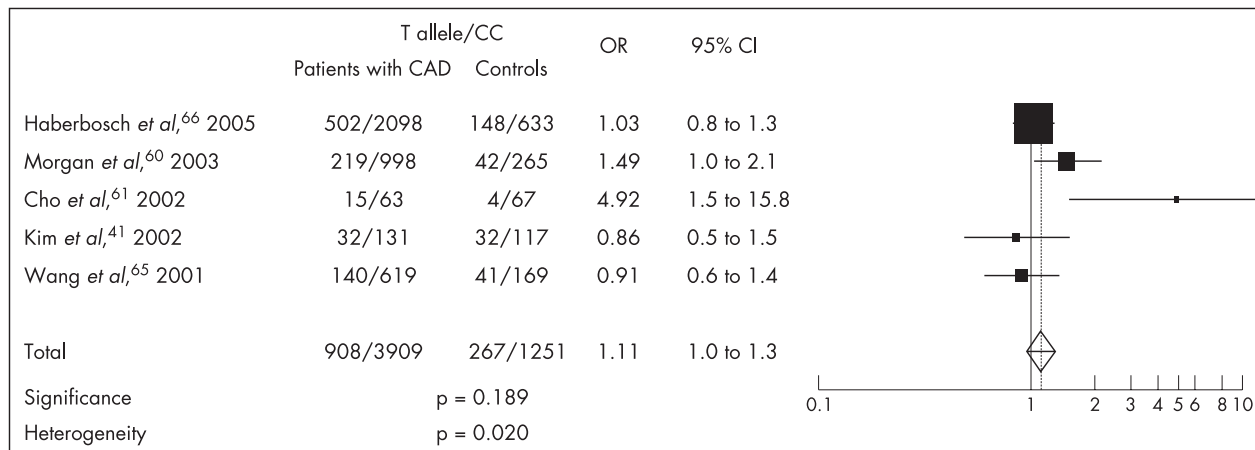 T allele/CC OR 95% CI
Patients with CAD Controls
Haberbosch et al,66 2005 502/2098 148/633 1.03 0.8 to 1.3
Morgan et al,60 2003 219/998 42/265 1.49 1.0 to 2.1
Cho et al,61 2002 15/63 4/67 4.92 1.5 to 15.8
Kim et al,41 2002 32/131 32/117 0.86 0.5 to 1.5
Wang et al,65 2001 140/619 41/169 0.91 0.6 to 1.4
Total 908/3909 267/1251 1.11 1.0 to 1.3
Significance p = 0.189
Heterogeneity p = 0.020
0.1 1 2 3 4 5 6 8 10